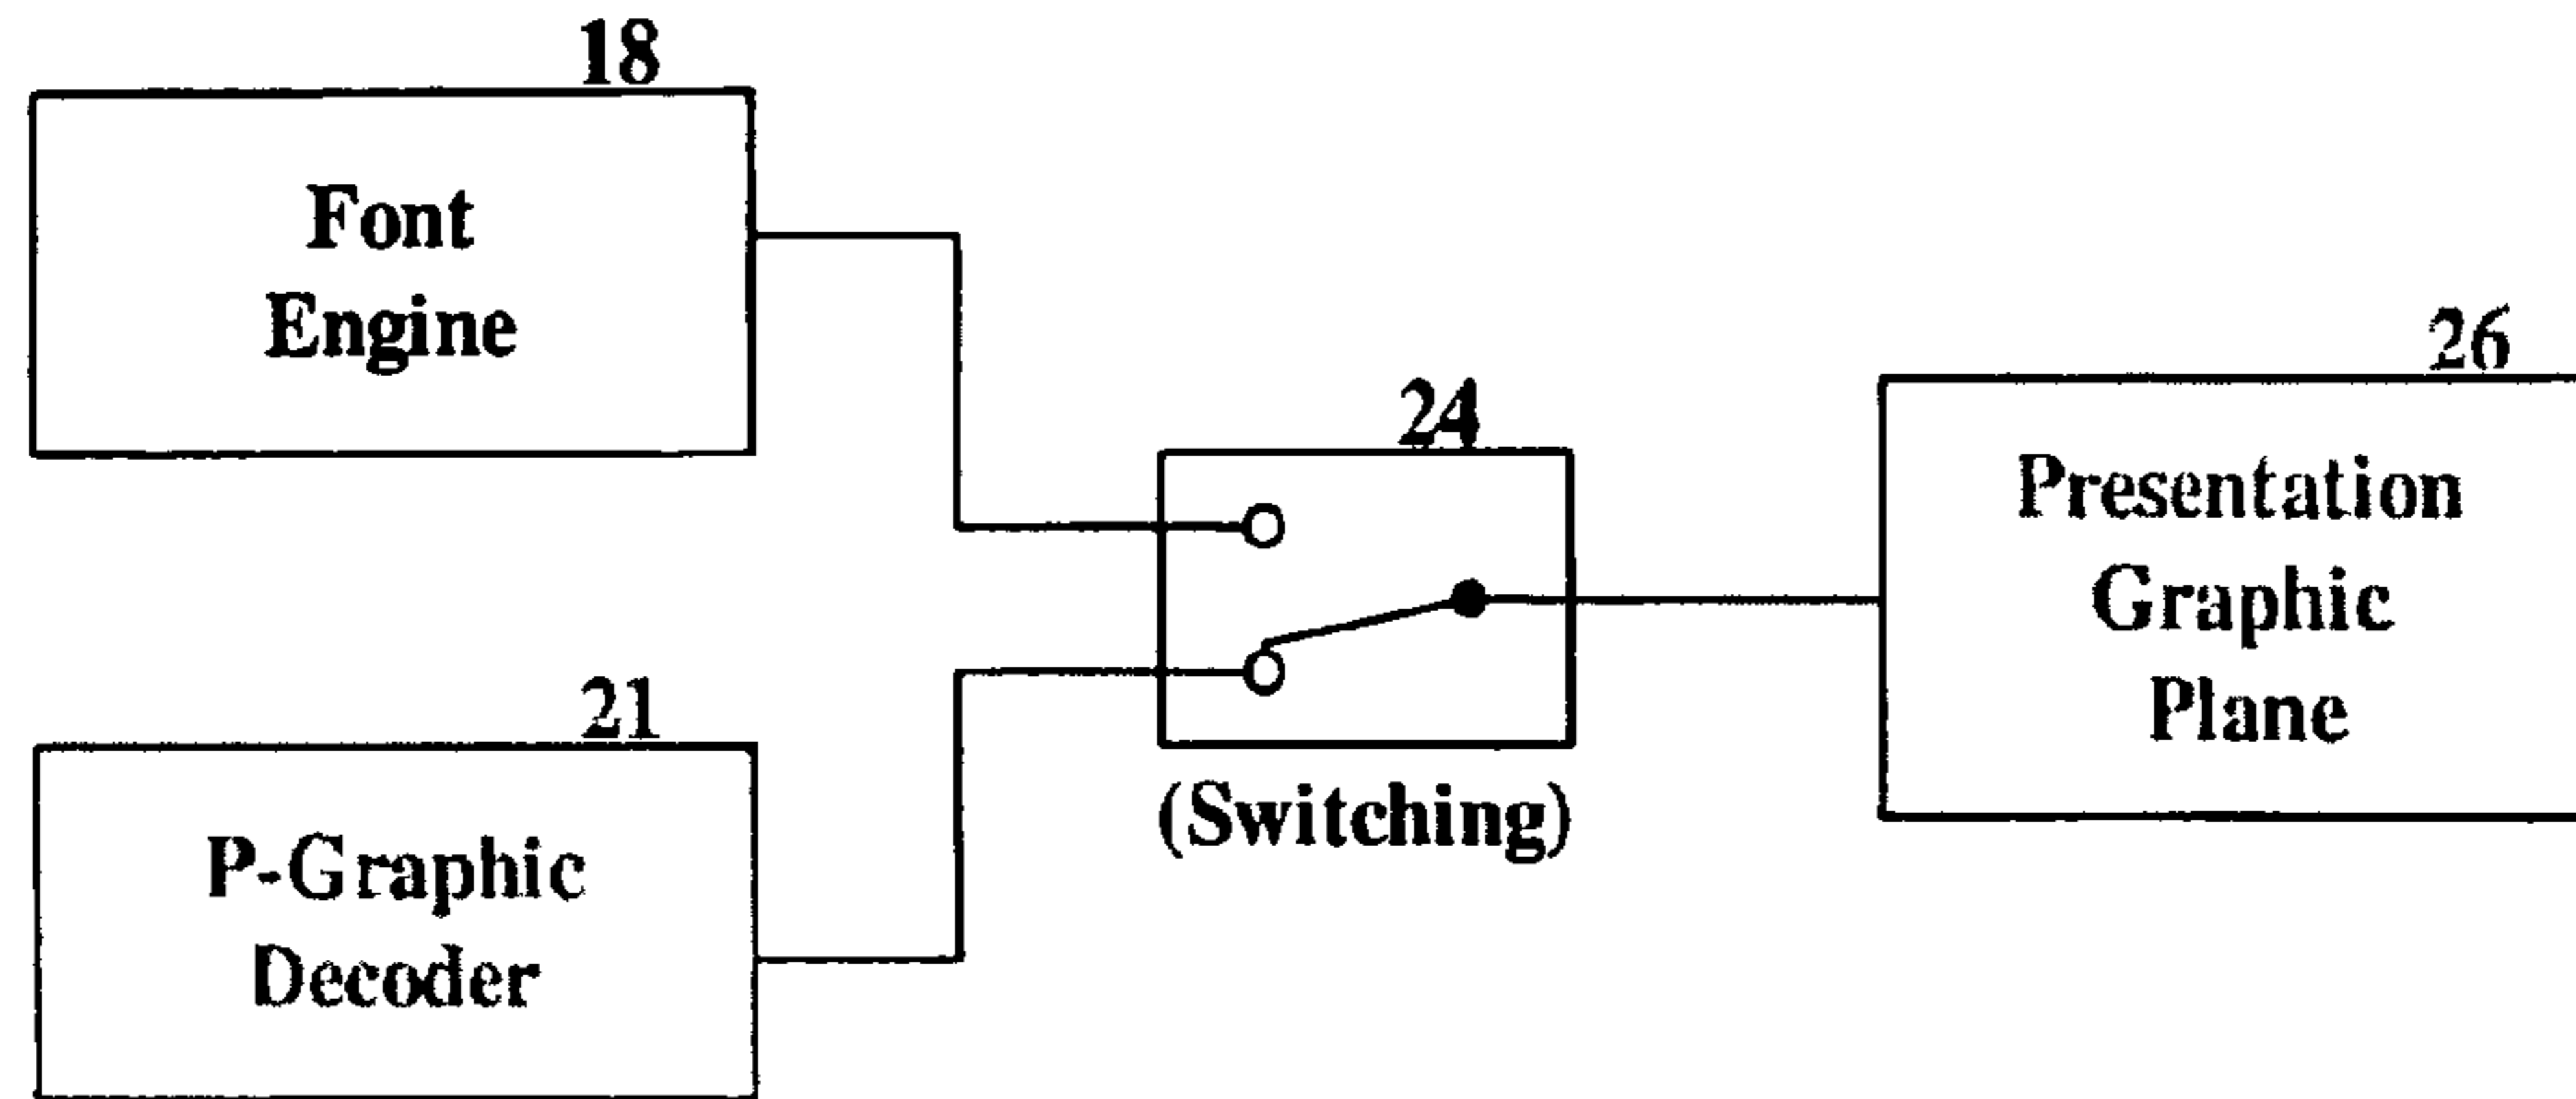 18
Font
Engine
24
(Switching)
26
Presentation
Graphic
Plane
21
P-Graphic
Decoder